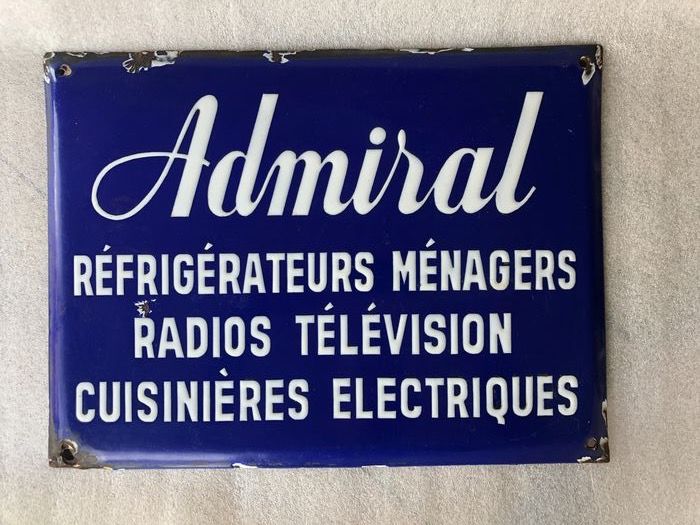 Admiral
RÉFRIGÉRATEURS MÉNAGERS
RADIOS TÉLÉVISION
CUISINIÈRES ELECTRIQUES